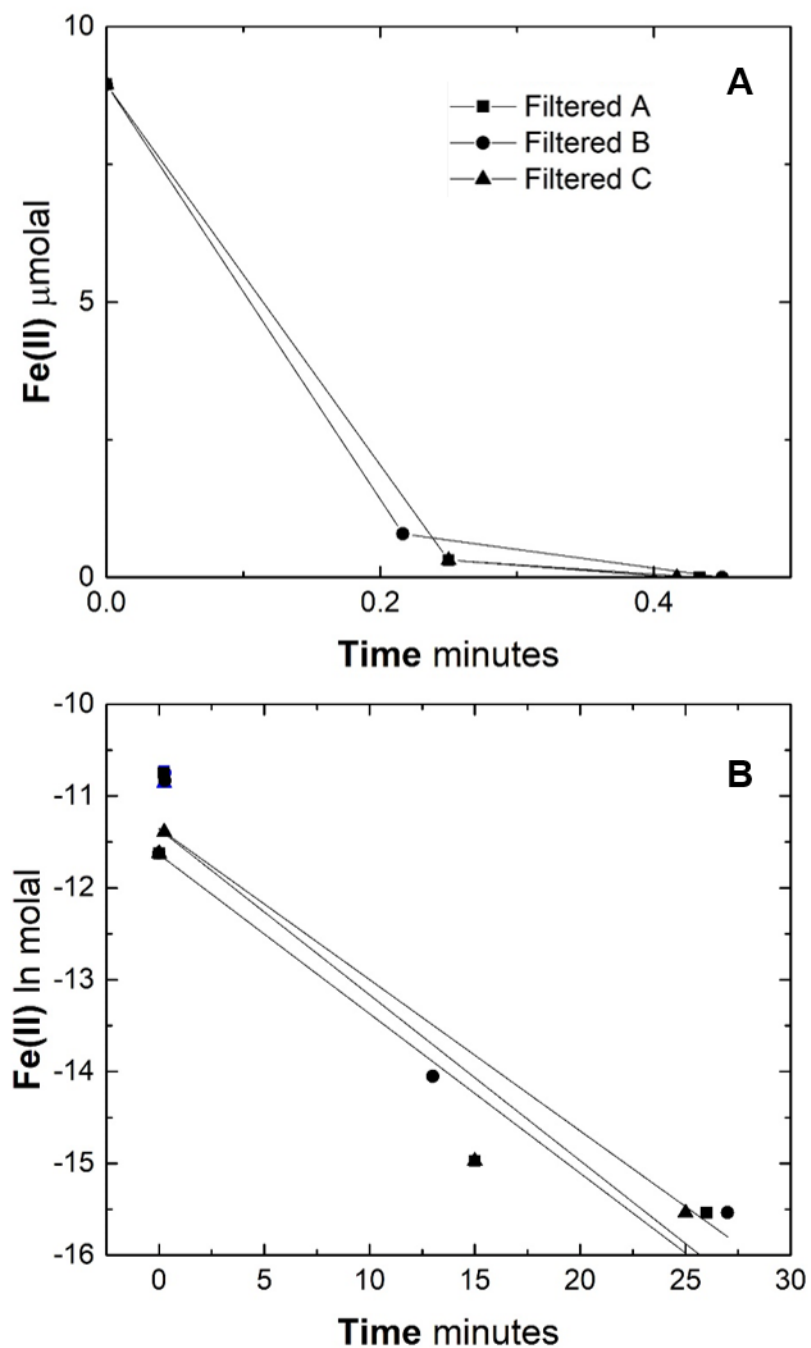 10
A
Filtered A
Filtered B
Filtered C
5
0
Fe(II) μmolal
0.0 0.2 0.4
Time minutes
-10
B
-11
-12
-13
-14
-15
-16
Fe(II) ln molal
0 5 10 15 20 25 30
Time minutes